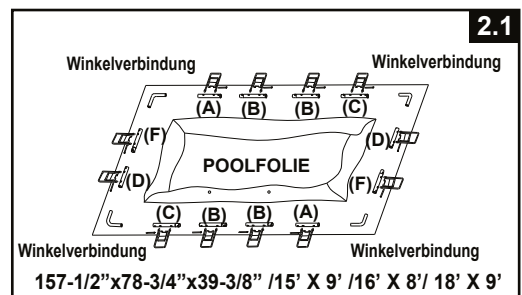 2.1
Winkelverbindung Winkelverbindung
(A) (B) (B) (C)
(F) (D)
POOLFOLIE
(D) (F)
(C) (B) (B) (A)
Winkelverbindung Winkelverbindung
157-1/2”x78-3/4”x39-3/8” /15’ X 9’ /16’ X 8’/ 18’ X 9’